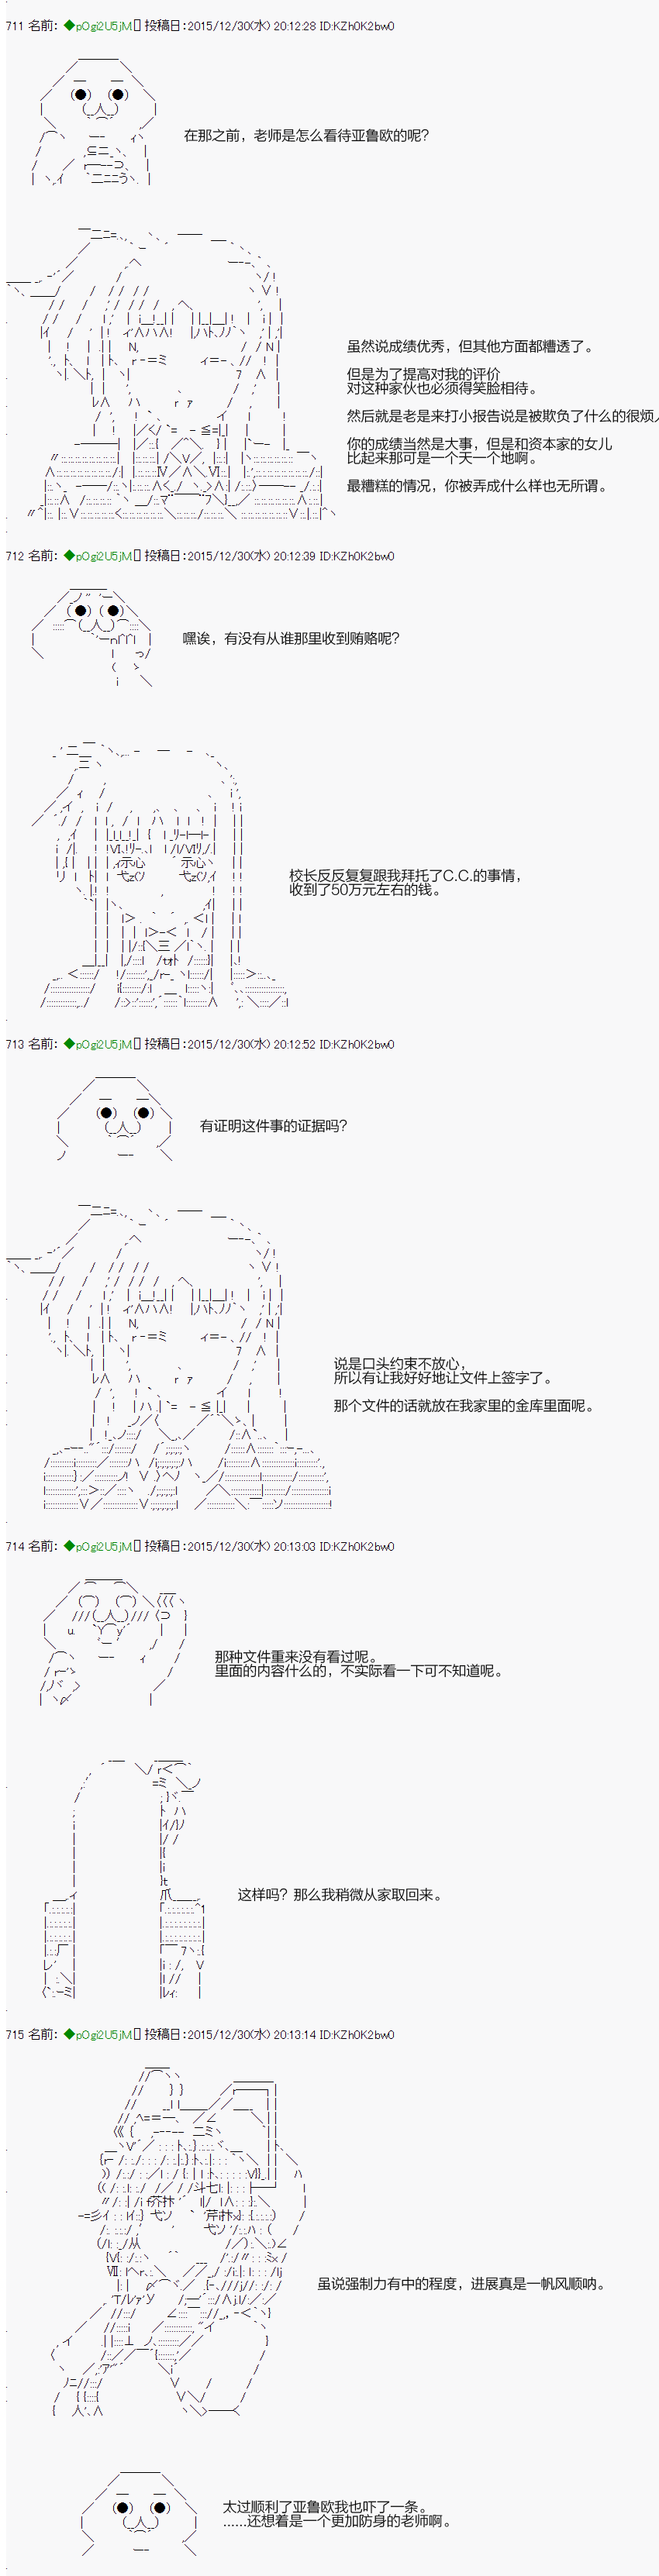 711 名前：◆pOgi2U5jM.[] 投稿日：2015/12/30(水) 20:12:28 ID:KZh0K2bw0
在那之前，老师是怎么看待亚鲁欧的呢？
虽然说成绩优秀，但其他方面都糟透了。
但是为了提高对我的评价
对这种家伙也必须得笑脸相待。
然后就是老是来打小报告说是被欺负了什么的很烦人
你的成绩当然是大事，但是和资本家的女儿
比起来那可是一个天一个地啊。
最糟糕的情况，你被弄成什么样也无所谓。
712 名前：◆pOgi2U5jM.[] 投稿日：2015/12/30(水) 20:12:39 ID:KZh0K2bw0
嘿诶，有没有从谁那里收到贿赂呢？
校长反反复复跟我拜托了C.C.的事情，
收到了50万元左右的钱。
713 名前：◆pOgi2U5jM.[] 投稿日：2015/12/30(水) 20:12:52 ID:KZh0K2bw0
有证明这件事的证据吗？
说是口头约束不放心，
所以有让我好好地让文件上签字了。
那个文件的话就放在我家里的金库里面呢。
714 名前：◆pOgi2U5jM.[] 投稿日：2015/12/30(水) 20:13:03 ID:KZh0K2bw0
那种文件重来没有看过呢。
里面的内容什么的，不实际看一下可不知道呢。
这样吗？那么我稍微从家取回来。
715 名前：◆pOgi2U5jM.[] 投稿日：2015/12/30(水) 20:13:14 ID:KZh0K2bw0
虽说强制力有中的程度，进展真是一帆风顺呐。
太过顺利了亚鲁欧我也吓了一条。
……还想着是一个更加防身的老师啊。